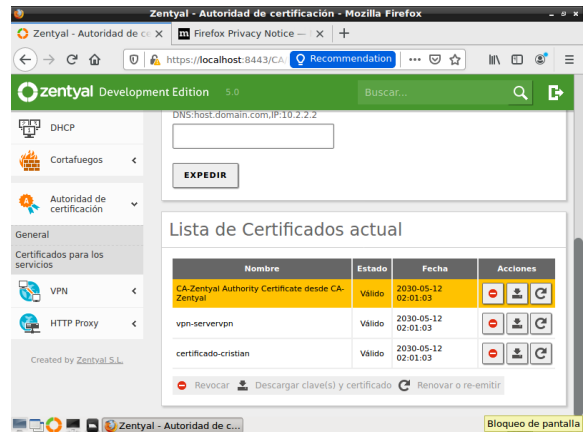 Zentyal - Autoridad de certificación - Mozilla Firefox
Zentyal - Autoridad de ce
Firefox Privacy Notice —
https://localhost:8443/CA
Recommendation
zentyal Development Edition 5.0
Buscar...
DHCP
Cortafuegos
Autoridad de
certificación
General
Certificados para los
servicios
VPN
HTTP Proxy
Created by Zentyal S.L.
DNS:host.domain.com,IP:10.2.2.2
EXPEDIR
Lista de Certificados actual
Nombre Estado Fecha Acciones
CA-Zentyal Authority Certificate desde CA-
Zentyal
Válido
2030-05-12
02:01:03
vpn-servervpn
Válido
2030-05-12
02:01:03
certificado-cristian
Válido
2030-05-12
02:01:03
Revocar Descargar clave(s) y certificado Renovar o re-emitir
Zentyal - Autoridad de c...
Bloqueo de pantalla